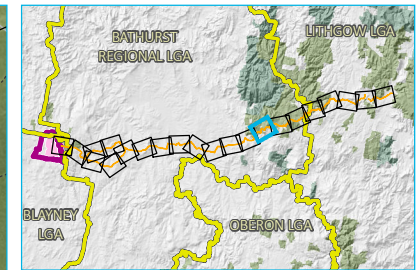 BATHURST
REGIONAL LGA
LITHGOW LGA
BLAYNEY
LGA
OBERON LGA